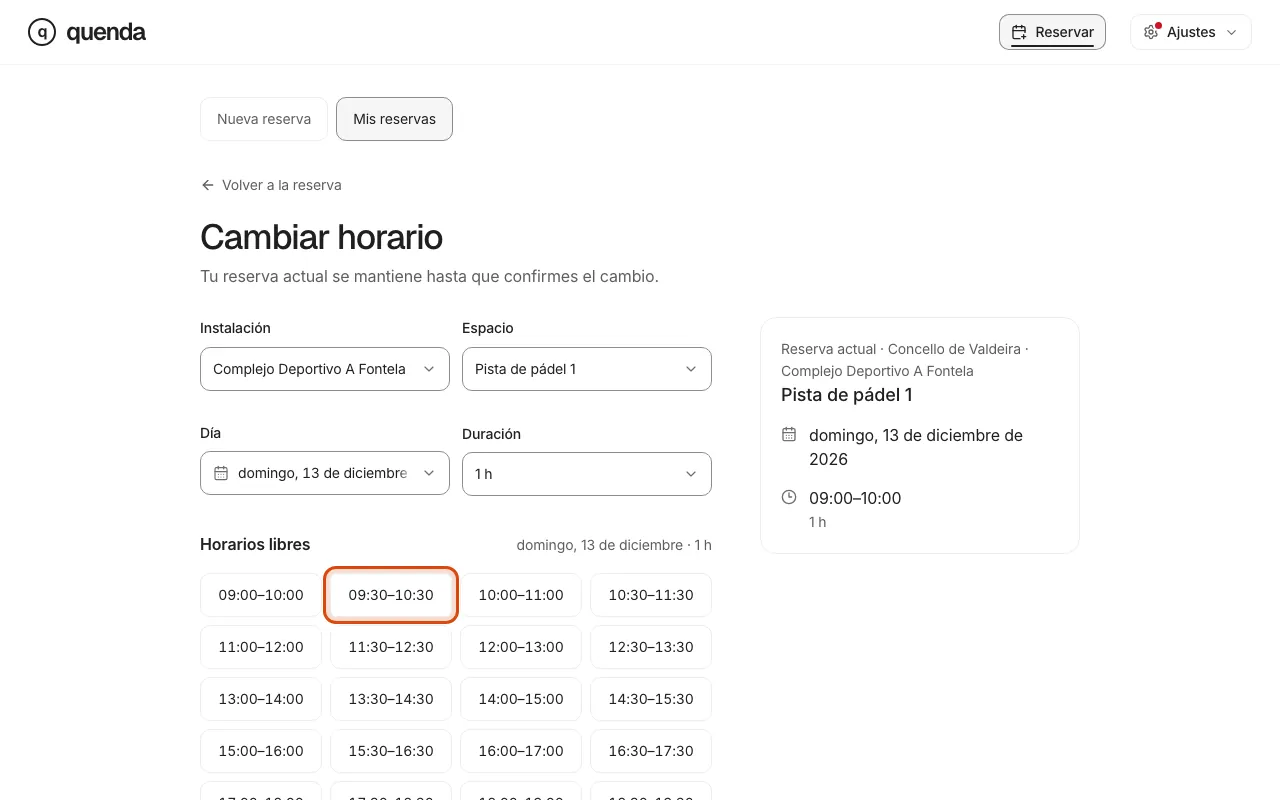 q quenda
Reservar
Ajustes
Nueva reserva
Mis reservas
Volver a la reserva
Cambiar horario
Tu reserva actual se mantiene hasta que confirmes el cambio.
Instalación
Espacio
Complejo Deportivo A Fontela
Pista de pádel 1
Día
Duración
domingo, 13 de diciembre
1 h
Horarios libres
domingo, 13 de diciembre · 1 h
09:00–10:00
09:30–10:30
10:00–11:00
10:30–11:30
11:00–12:00
11:30–12:30
12:00–13:00
12:30–13:30
13:00–14:00
13:30–14:30
14:00–15:00
14:30–15:30
15:00–16:00
15:30–16:30
16:00–17:00
16:30–17:30
Reserva actual · Concello de Valdeira ·
Complejo Deportivo A Fontela
Pista de pádel 1
domingo, 13 de diciembre de
2026
09:00–10:00
1 h